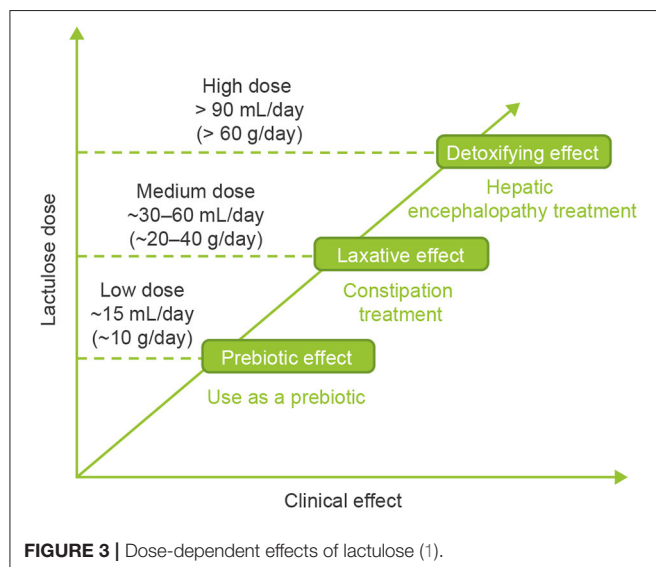 High dose
> 90 mL/day
(> 60 g/day)
Detoxifying effect
Hepatic
encephalopathy treatment
Medium dose
~30–60 mL/day
(~20–40 g/day)
Laxative effect
Constipation
treatment
Low dose
~15 mL/day
(~10 g/day)
Prebiotic effect
Use as a prebiotic
Lactulose dose
Clinical effect
FIGURE 3 | Dose-dependent effects of lactulose (1).